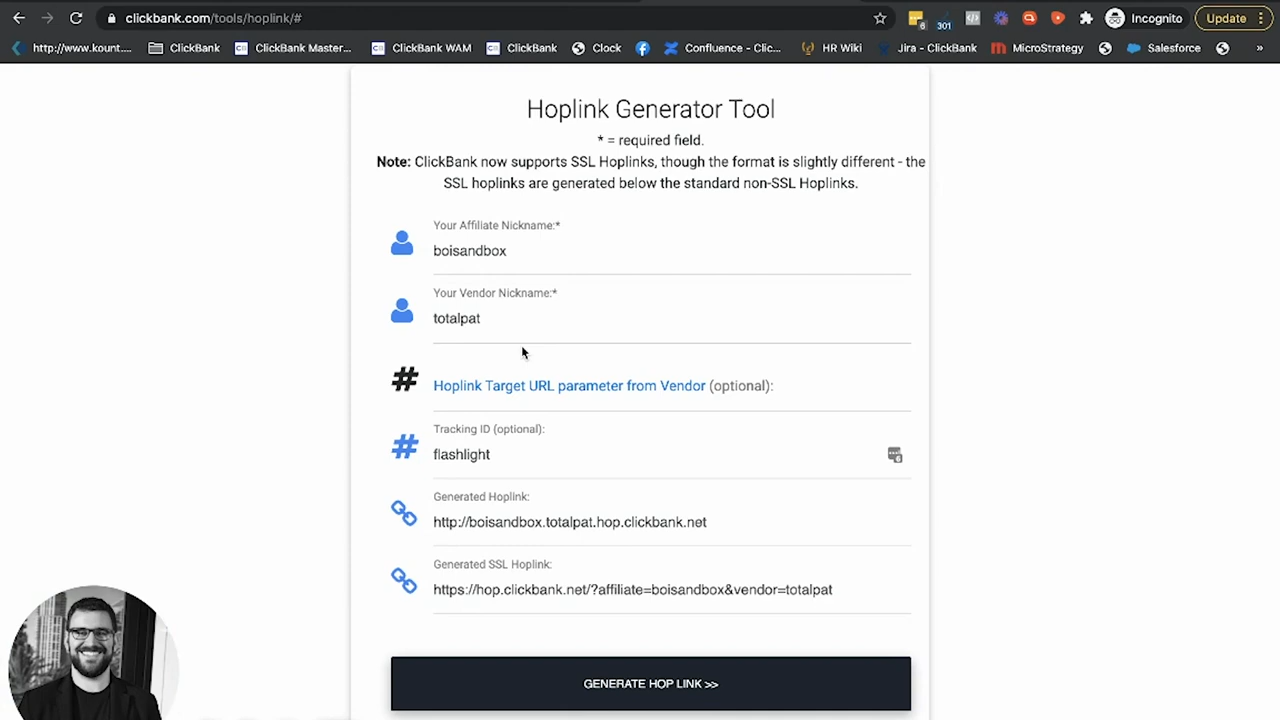 clickbank.com/tools/hoplink/#
6
301
Incognito
Update
http://www.kount....
ClickBank
ClickBank Master...
ClickBank WAM
ClickBank
Clock
Confluence - Clic...
HR Wiki
Jira - ClickBank
MicroStrategy
Salesforce
»
Hoplink Generator Tool
* = required field.
Note: ClickBank now supports SSL Hoplinks, though the format is slightly different - the
SSL hoplinks are generated below the standard non-SSL Hoplinks.
Your Affiliate Nickname:*
boisandbox
Your Vendor Nickname:*
totalpat
# Hoplink Target URL parameter from Vendor (optional):
Tracking ID (optional):
# flashlight
6
Generated Hoplink:
http://boisandbox.totalpat.hop.clickbank.net
Generated SSL Hoplink:
https://hop.clickbank.net/?affiliate=boisandbox&vendor=totalpat
GENERATE HOP LINK >>